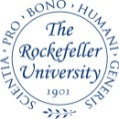 SCIENTIA • PRO • BONO • HUMANI • GENERIS
The
Rockefeller
University
1901